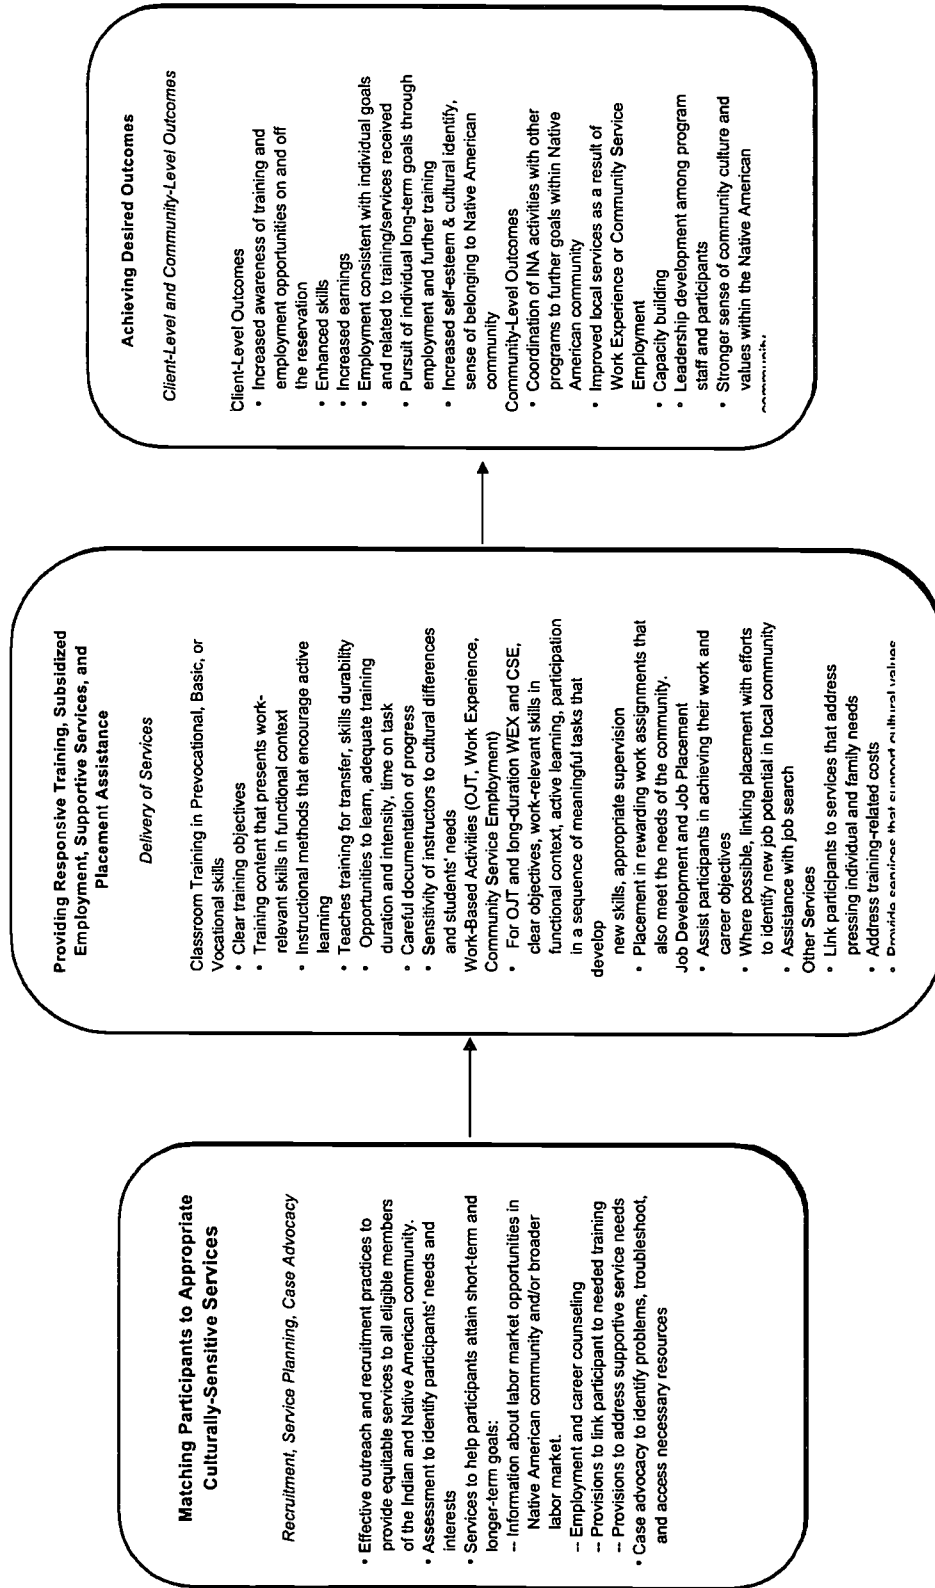 Matching Participants to Appropriate
Culturally-Sensitive Services
Recruitment, Service Planning, Case Advocacy
• Effective outreach and recruitment practices to
provide equitable services to all eligible members
of the Indian and Native American community.
• Assessment to identify participants' needs and
interests
• Services to help participants attain short-term and
longer-term goals:
-- Information about labor market opportunities in
Native American community and/or broader
labor market.
-- Employment and career counseling
-- Provisions to link participant to needed training
-- Provisions to address supportive service needs
• Case advocacy to identify problems, troubleshoot,
and access necessary resources
Providing Responsive Training, Subsidized
Employment, Supportive Services, and
Placement Assistance
Delivery of Services
Classroom Training in Prevocational, Basic, or
Vocational skills
• Clear training objectives
• Training content that presents work-
relevant skills in functional context
• Instructional methods that encourage active
learning
• Teaches training for transfer, skills durability
• Opportunities to learn, adequate training
duration and intensity, time on task
• Careful documentation of progress
• Sensitivity of instructors to cultural differences
and students' needs
Work-Based Activities (OJT, Work Experience,
Community Service Employment)
• For OJT and long-duration WEX and CSE,
clear objectives, work-relevant skills in
functional context, active learning, participation
in a sequence of meaningful tasks that
develop
new skills, appropriate supervision
• Placement in rewarding work assignments that
also meet the needs of the community.
Job Development and Job Placement
• Assist participants in achieving their work and
career objectives
• Where possible, linking placement with efforts
to identify new job potential in local community
• Assistance with job search
Other Services
• Link participants to services that address
pressing individual and family needs
• Address training-related costs
• Provide services that support cultural values
Achieving Desired Outcomes
Client-Level and Community-Level Outcomes
Client-Level Outcomes
• Increased awareness of training and
employment opportunities on and off
the reservation
• Enhanced skills
• Increased earnings
• Employment consistent with individual goals
and related to training/services received
• Pursuit of individual long-term goals through
employment and further training
• Increased self-esteem & cultural identify,
sense of belonging to Native American
community
Community-Level Outcomes
• Coordination of INA activities with other
programs to further goals within Native
American community
• Improved local services as a result of
Work Experience or Community Service
Employment
• Capacity building
• Leadership development among program
staff and participants
• Stronger sense of community culture and
values within the Native American
community